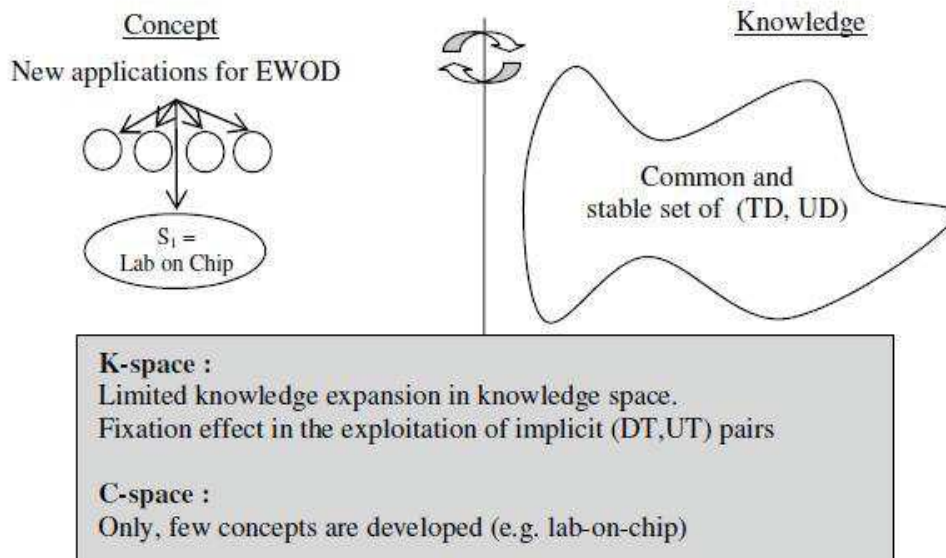 Concept
Knowledge
New applications for EWOD
Common and
stable set of (TD, UD)
S₁ =
Lab on Chip
K-space :
Limited knowledge expansion in knowledge space.
Fixation effect in the exploitation of implicit (DT,UT) pairs
C-space :
Only, few concepts are developed (e.g. lab-on-chip)